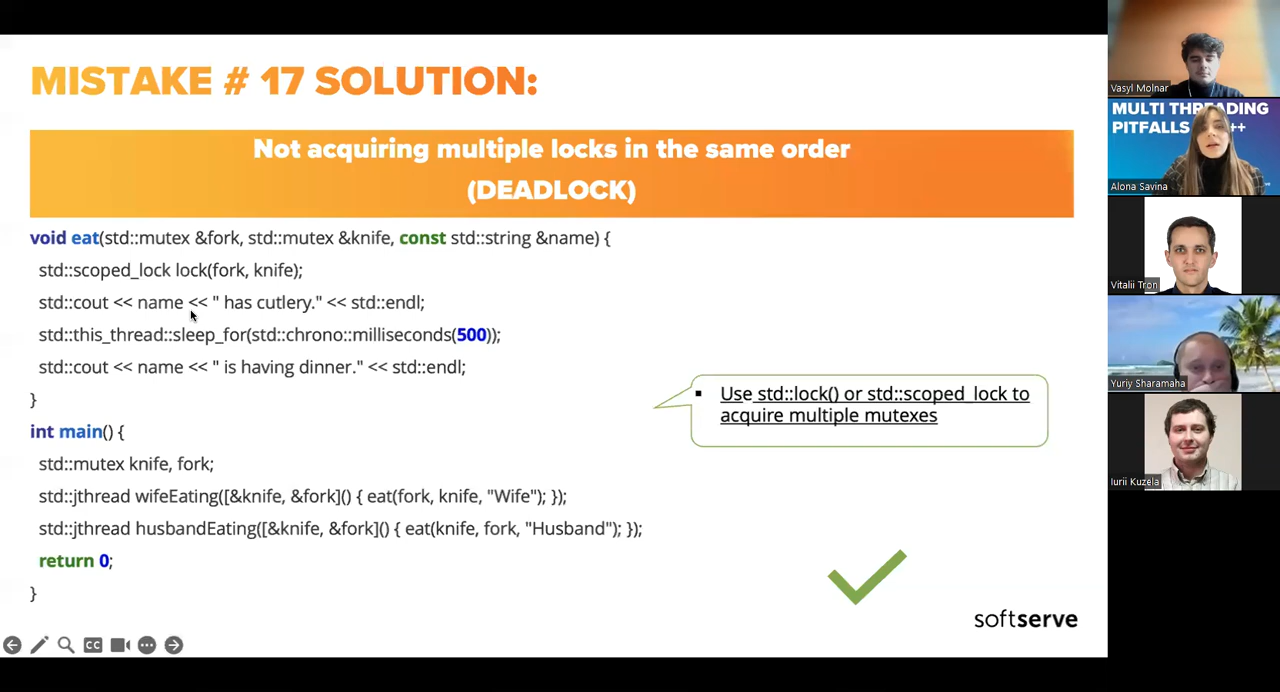 MISTAKE # 17 SOLUTION:
Not acquiring multiple locks in the same order
(DEADLOCK)
void eat(std::mutex &fork, std::mutex &knife, const std::string &name) {
std::scoped_lock lock(fork, knife);
std::cout << name << " has cutlery." << std::endl;
std::this_thread::sleep_for(std::chrono::milliseconds(500));
std::cout << name << " is having dinner." << std::endl;
}
int main() {
std::mutex knife, fork;
std::jthread wifeEating([&knife, &fork]() { eat(fork, knife, "Wife"); });
std::jthread husbandEating([&knife, &fork]() { eat(knife, fork, "Husband"); });
return 0;
}
▪ Use std::lock() or std::scoped_lock to
acquire multiple mutexes
softserve
CC
Vasyl Molnar
MULTI THREADING
PITFALLS ++
Alona Savina
Vitalii Tron
Yuriy Sharamaha
Iurii Kuzela